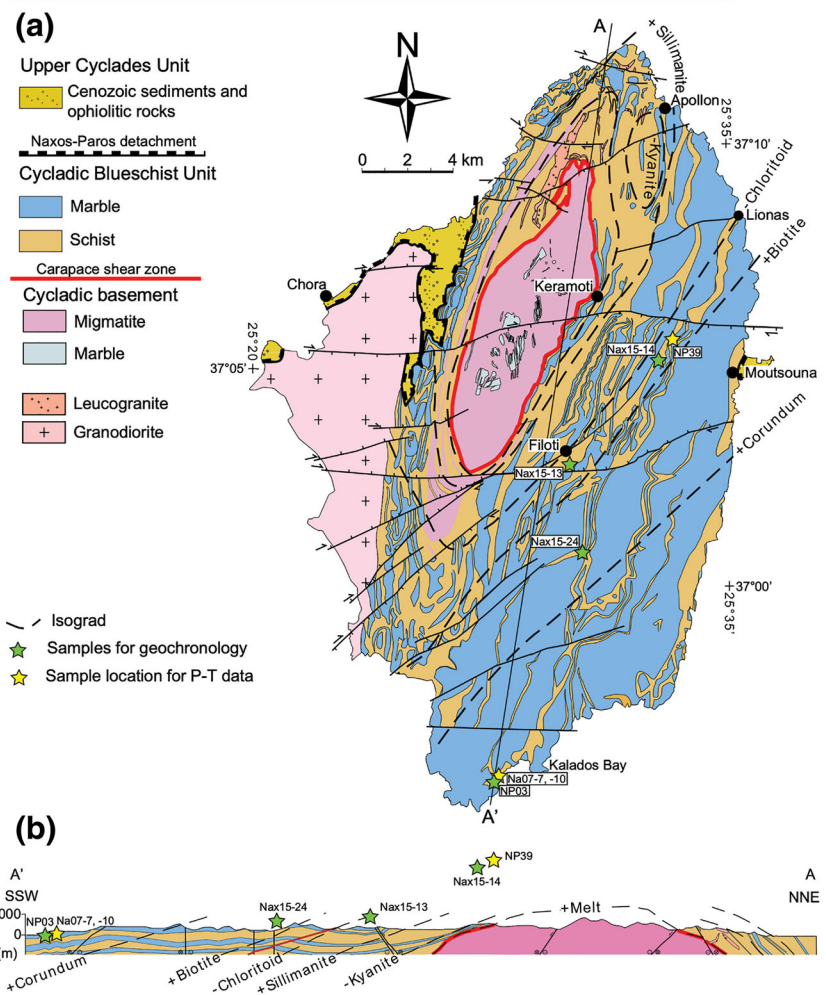 (a)
Upper Cyclades Unit
Cenozoic sediments and
ophiolitic rocks
Naxos-Paros detachment
Cycladic Blueschist Unit
Marble
Schist
Carapace shear zone
Cycladic basement
Migmatite
Marble
Leucogranite
Granodiorite
Isograd
Samples for geochronology
Sample location for P-T data
N
0 2 4 km
A
+Sillimanite
Apollon
25°35'
37°10'
-Kyanite
-Chloritoid
Lionas
+Biotite
Chora
Keramoti
25°20'
37°05'
Nax15-14
NP39
Moutsouna
+Corundum
Filoti
Nax15-13
Nax15-24
37°00'
25°35'
Kalados Bay
Na07-7, -10
NP03
A'
(b)
A'
SSW
A
NNE
NP39
Nax15-14
NP03
Na07-7, -10
Nax15-24
Nax15-13
+Melt
000
0
(m)
+Corundum
+Biotite
-Chloritoid
+Sillimanite
-Kyanite